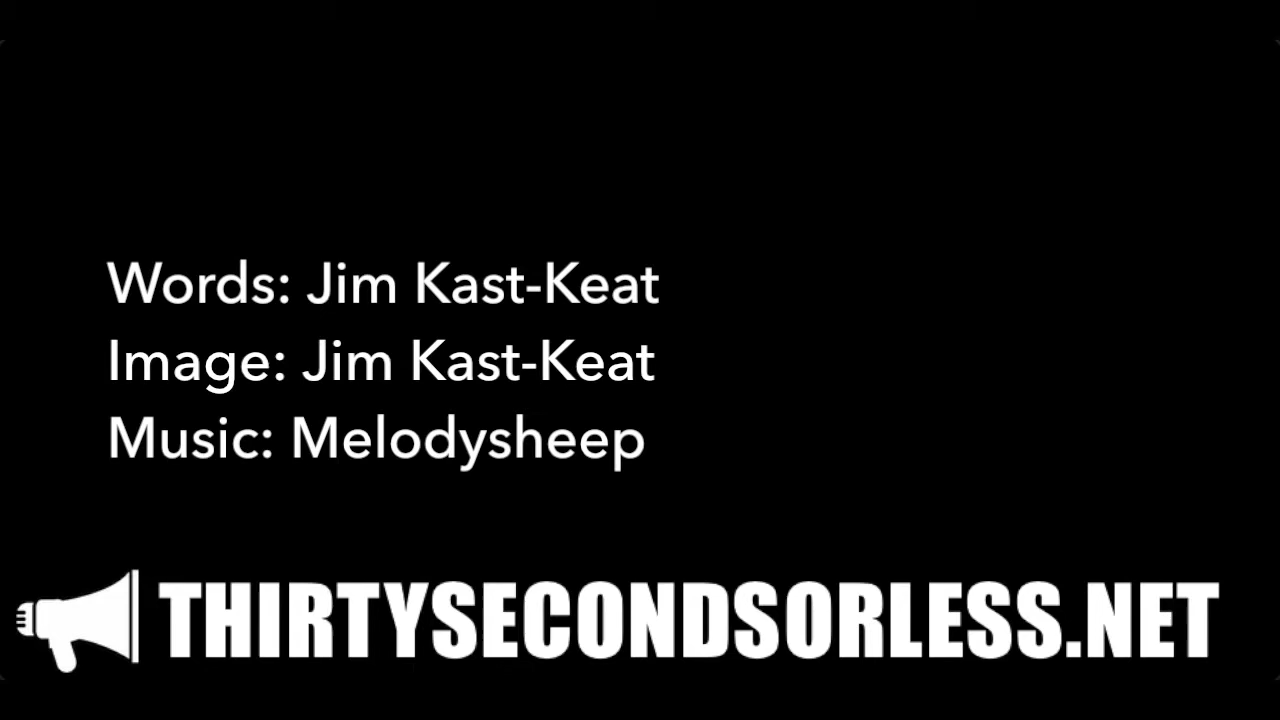 Words: Jim Kast-Keat
Image: Jim Kast-Keat
Music: Melodysheep
THIRTYSECONDSORLESS.NET